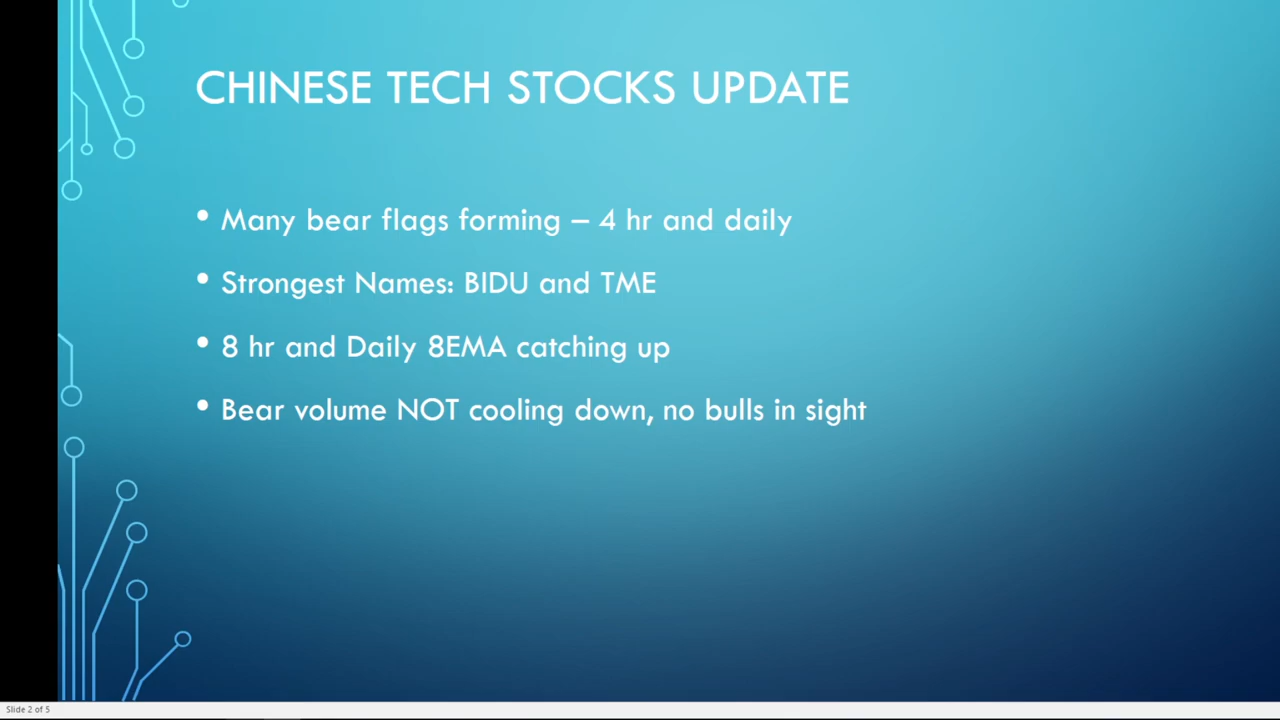 CHINESE TECH STOCKS UPDATE
• Many bear flags forming – 4 hr and daily
• Strongest Names: BIDU and TME
• 8 hr and Daily 8EMA catching up
• Bear volume NOT cooling down, no bulls in sight
Slide 2 of 5